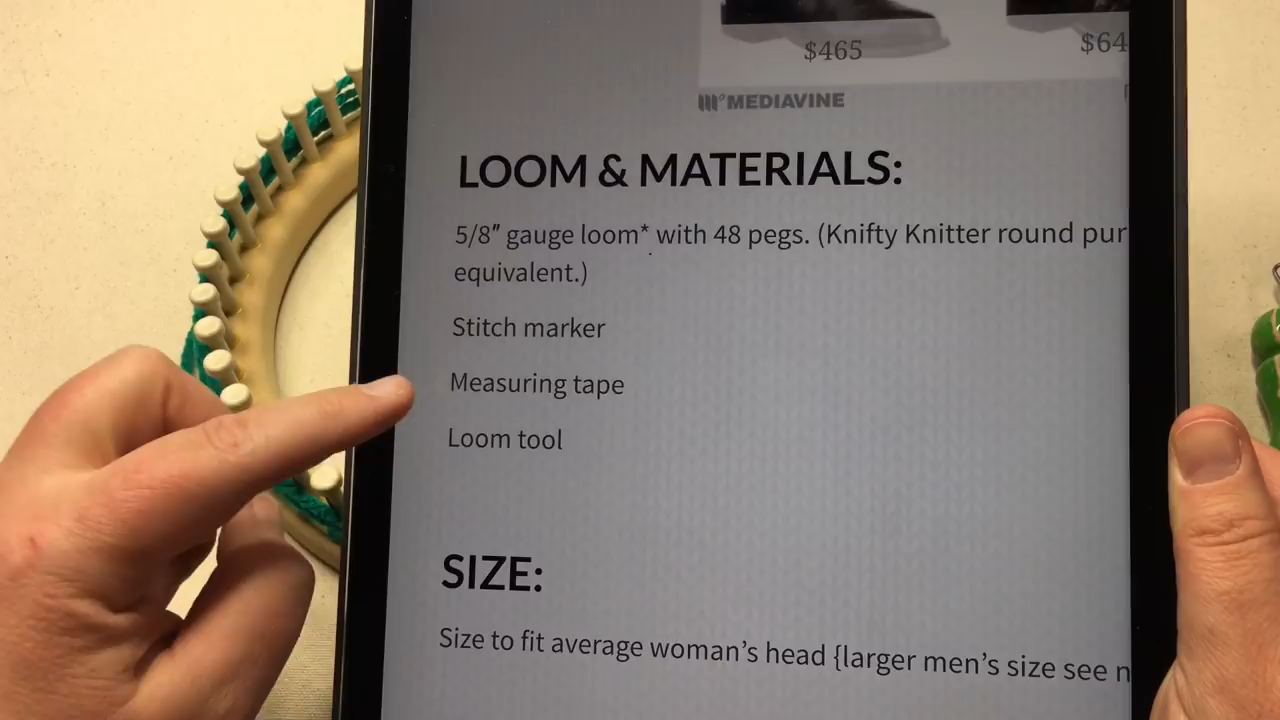 $465
$64
MEDIAVINE
LOOM & MATERIALS:
5/8″ gauge loom* with 48 pegs. (Knifty Knitter round pur
equivalent.)
Stitch marker
Measuring tape
Loom tool
SIZE:
Size to fit average woman’s head {larger men’s size see n